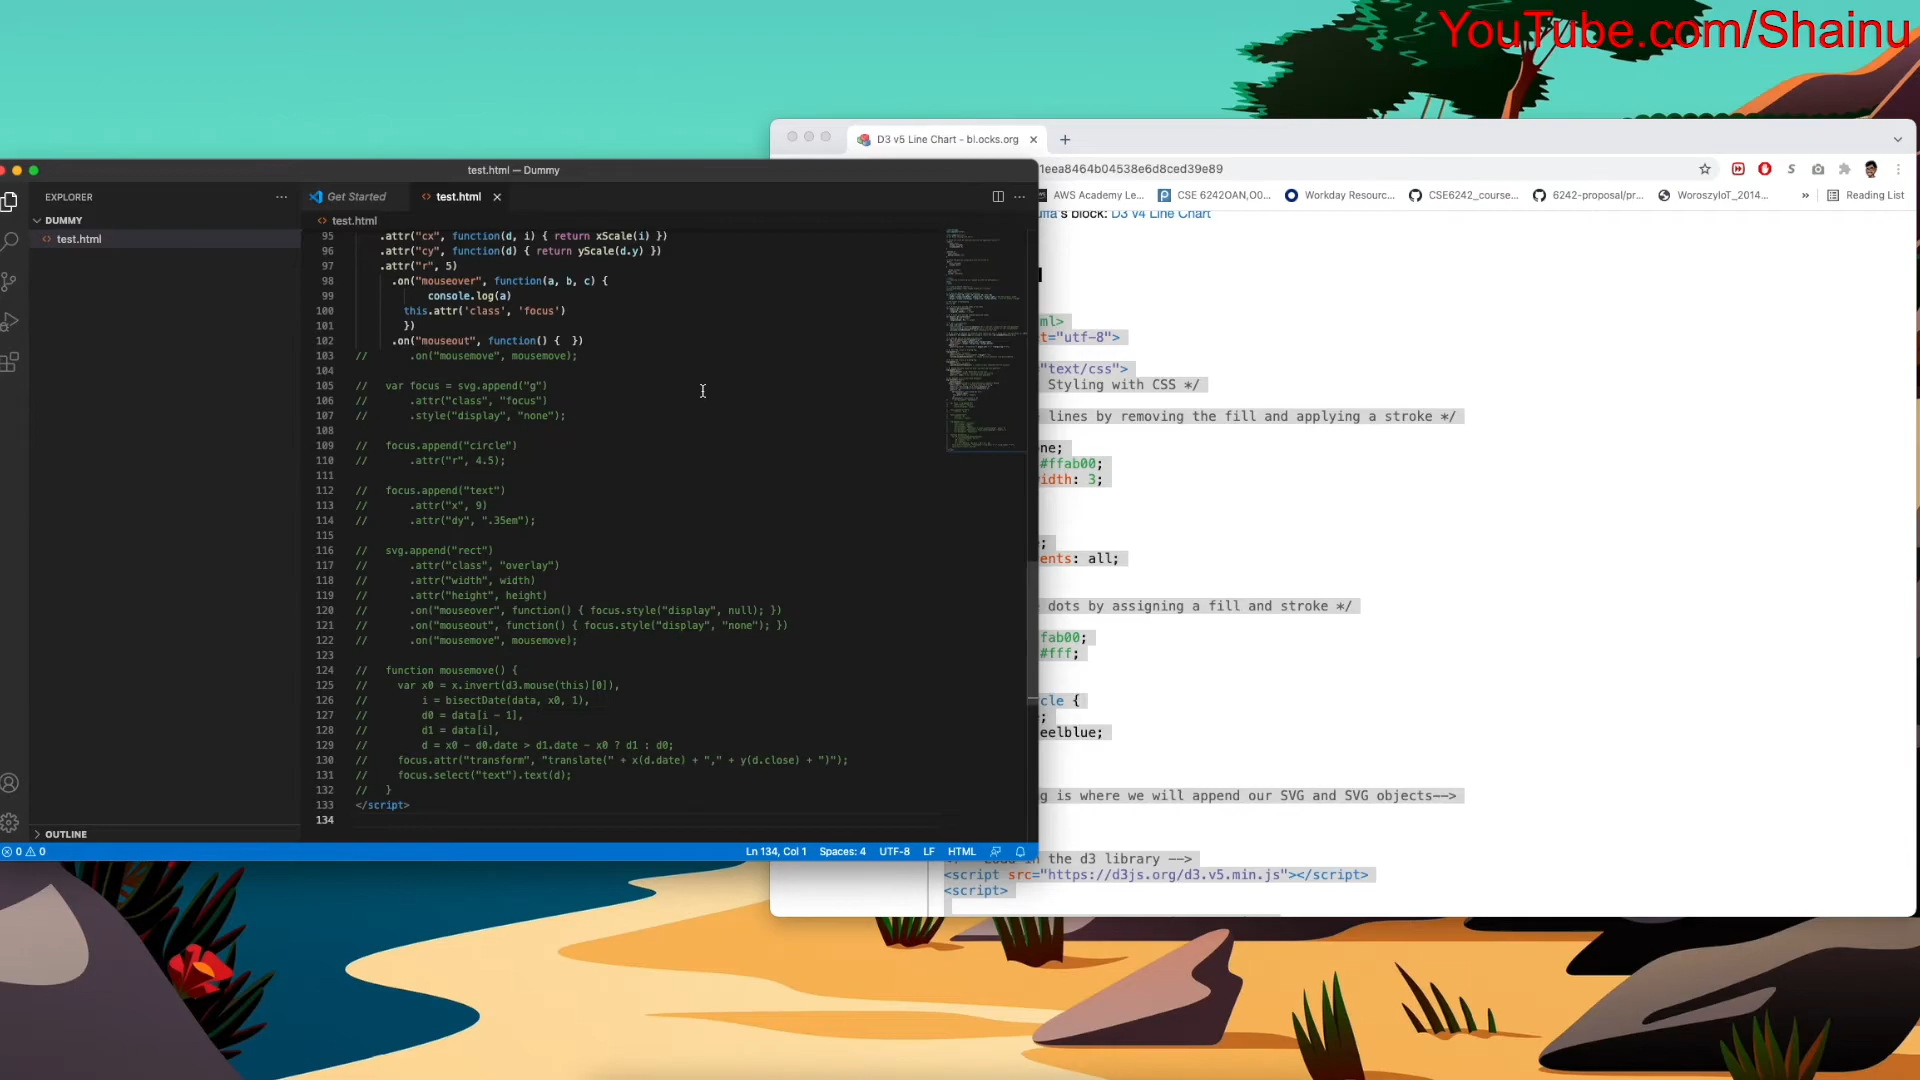 YouTube.com/Shainu
D3 v5 Line Chart - bl.ocks.org
1eea8464b04538e6d8ced39e89
AWS Academy Le...
CSE 6242OAN,O0...
Workday Resourc...
CSE6242_course...
6242-proposal/pr...
WoroszyIoT_2014...
»
Reading List
's block: D3 v4 Line Chart
test.html — Dummy
EXPLORER
Get Started
test.html
DUMMY
test.html
test.html
95 .attr("cx", function(d, i) { return xScale(i) })
96 .attr("cy", function(d) { return yScale(d.y) })
97 .attr("r", 5)
98 .on("mouseover", function(a, b, c) {
99 console.log(a)
100 this.attr('class', 'focus')
101 })
102 .on("mouseout", function() { })
103 // .on("mousemove", mousemove);
104
105 // var focus = svg.append("g")
106 // .attr("class", "focus")
107 // .style("display", "none");
108
109 // focus.append("circle")
110 // .attr("r", 4.5);
111
112 // focus.append("text")
113 // .attr("x", 9)
114 // .attr("dy", ".35em");
115
116 // svg.append("rect")
117 // .attr("class", "overlay")
118 // .attr("width", width)
119 // .attr("height", height)
120 // .on("mouseover", function() { focus.style("display", null); })
121 // .on("mouseout", function() { focus.style("display", "none"); })
122 // .on("mousemove", mousemove);
123
124 // function mousemove() {
125 // var x0 = x.invert(d3.mouse(this)[0]),
126 // i = bisectDate(data, x0, 1),
127 // d0 = data[i - 1],
128 // d1 = data[i],
129 // d = x0 - d0.date > d1.date - x0 ? d1 : d0;
130 // focus.attr("transform", "translate(" + x(d.date) + "," + y(d.close) + ")");
131 // focus.select("text").text(d);
132 // }
133 </script>
134
OUTLINE
0 0
Ln 134, Col 1
Spaces: 4
UTF-8
LF
HTML
ml>
t="utf-8">
"text/css">
Styling with CSS */
lines by removing the fill and applying a stroke */
one;
#ffab00;
idth: 3;
e;
ents: all;
dots by assigning a fill and stroke */
fab00;
#fff;
cle {
;
eelblue;
g is where we will append our SVG and SVG objects-->
in the d3 library -->
<script src="https://d3js.org/d3.v5.min.js"></script>
<script>